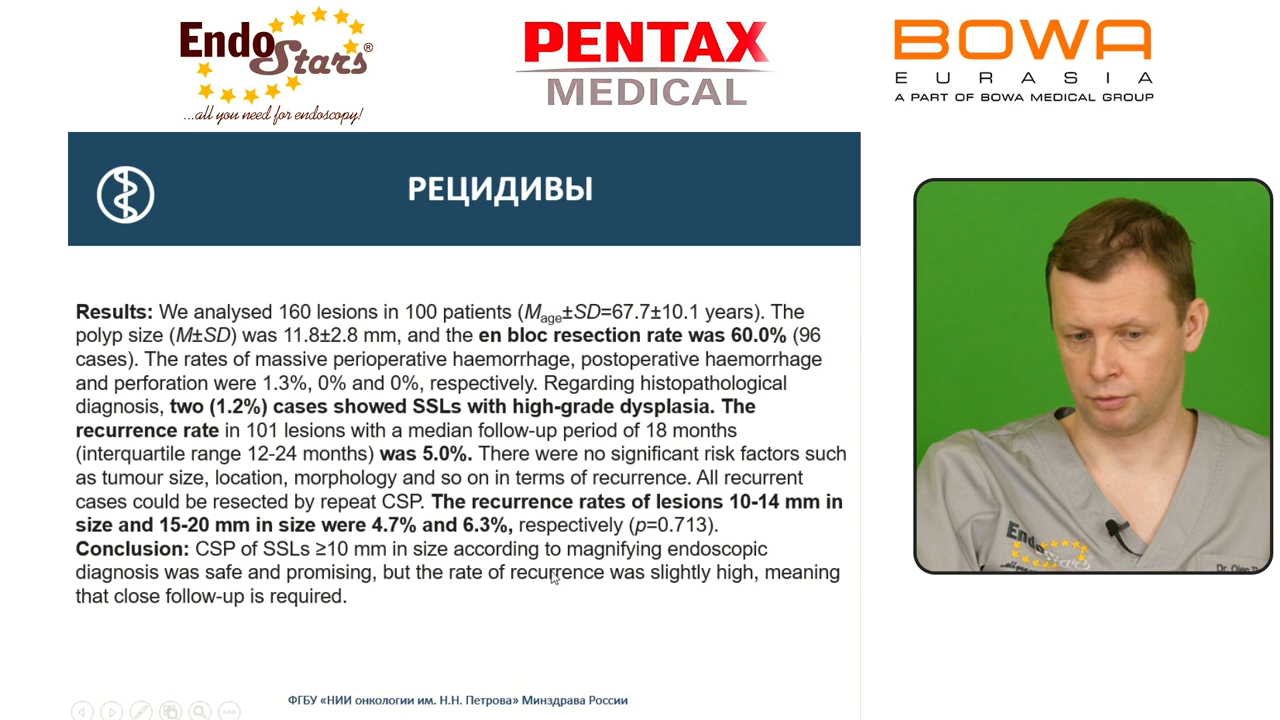 Endo
Stars®
...all you need for endoscopy!
PENTAX
MEDICAL
BOWA
EURASIA
A PART OF BOWA MEDICAL GROUP
РЕЦИДИВЫ
Results: We analysed 160 lesions in 100 patients (Mage±SD=67.7±10.1 years). The
polyp size (M±SD) was 11.8±2.8 mm, and the en bloc resection rate was 60.0% (96
cases). The rates of massive perioperative haemorrhage, postoperative haemorrhage
and perforation were 1.3%, 0% and 0%, respectively. Regarding histopathological
diagnosis, two (1.2%) cases showed SSLs with high-grade dysplasia. The
recurrence rate in 101 lesions with a median follow-up period of 18 months
(interquartile range 12-24 months) was 5.0%. There were no significant risk factors such
as tumour size, location, morphology and so on in terms of recurrence. All recurrent
cases could be resected by repeat CSP. The recurrence rates of lesions 10-14 mm in
size and 15-20 mm in size were 4.7% and 6.3%, respectively (p=0.713).
Conclusion: CSP of SSLs ≥10 mm in size according to magnifying endoscopic
diagnosis was safe and promising, but the rate of recurrence was slightly high, meaning
that close follow-up is required.
ФГБУ «НИИ онкологии им. Н.Н. Петрова» Минздрава России
Endo
Stars
Dr. Oleg